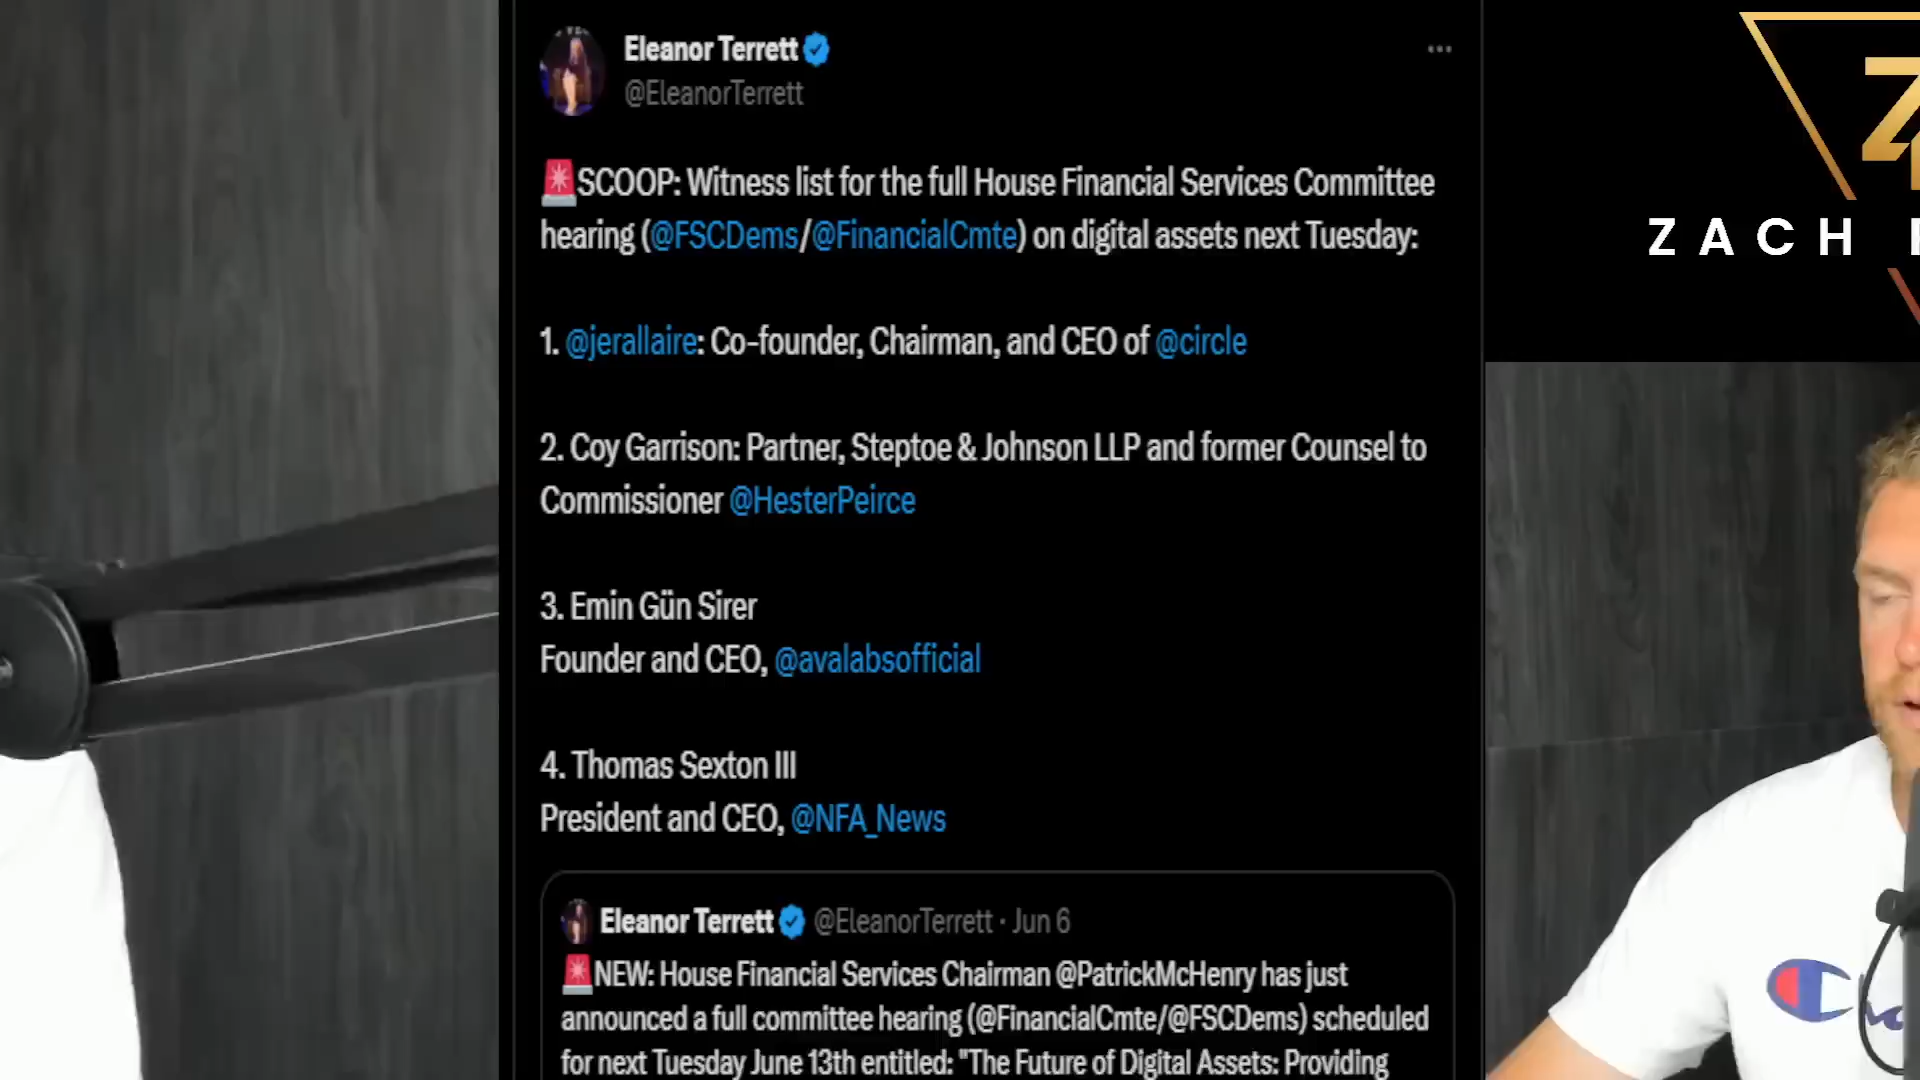 Eleanor Terrett
@EleanorTerrett
🚨SCOOP: Witness list for the full House Financial Services Committee
hearing (@FSCDems/@FinancialCmte) on digital assets next Tuesday:
1. @jerallaire: Co-founder, Chairman, and CEO of @circle
2. Coy Garrison: Partner, Steptoe & Johnson LLP and former Counsel to
Commissioner @HesterPeirce
3. Emin Gün Sirer
Founder and CEO, @avalabsofficial
4. Thomas Sexton III
President and CEO, @NFA_News
Eleanor Terrett @EleanorTerrett · Jun 6
🚨NEW: House Financial Services Chairman @PatrickMcHenry has just
announced a full committee hearing (@FinancialCmte/@FSCDems) scheduled
for next Tuesday June 13th entitled: "The Future of Digital Assets: Providing
ZACH